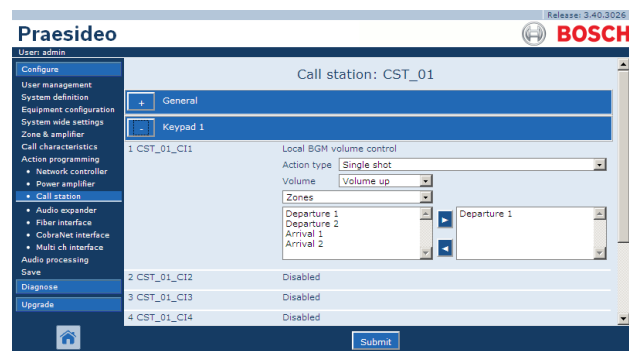 Release: 3.40.3026
Praesideo
BOSCH
User: admin
Configure
User management
System definition
Equipment configuration
System wide settings
Zone & amplifier
Call characteristics
Action programming
• Network controller
• Power amplifier
• Call station
• Audio expander
• Fiber interface
• CobraNet interface
• Multi ch interface
Audio processing
Save
Diagnose
Upgrade
Call station: CST_01
+ General
- Keypad 1
1 CST_01_CI1 Local BGM volume control
Action type Single shot
Volume Volume up
Zones
Departure 1
Departure 2
Arrival 1
Arrival 2
Departure 1
2 CST_01_CI2 Disabled
3 CST_01_CI3 Disabled
4 CST_01_CI4 Disabled
Submit